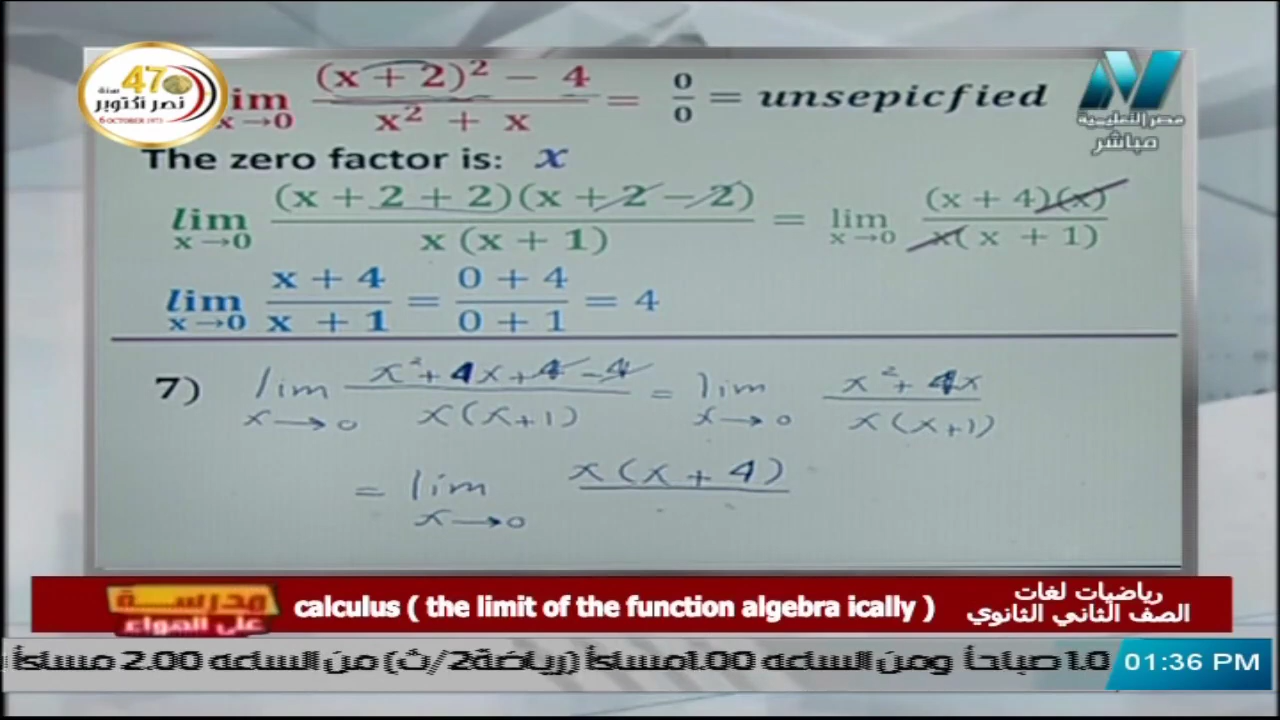 47 سنة
نصر أكتوبر
6 OCTOBER 1973
مصر التعليمية
مباشر
lim x→0 ((x + 2)² − 4)/(x² + x) = 0/0 = unsepicfied
The zero factor is: x
lim x→0 ((x + 2 + 2)(x + 2 − 2))/(x (x + 1)) = lim x→0 ((x + 4)(x))/(x( x + 1))
lim x→0 (x + 4)/(x + 1) = (0 + 4)/(0 + 1) = 4
7) lim x→0 (x² + 4x + 4 − 4)/(x(x+1)) = lim x→0 (x² + 4x)/(x(x+1))
= lim x→0 x(x + 4)
مدرسة
على الهواء
calculus ( the limit of the function algebra ically )
رياضيات لغات
الصف الثاني الثانوي
1.0 صباحاً ومن الساعه 1.00مساءاً (رياضة2/ث) من الساعه 2.00 مساءاً
01:36 PM